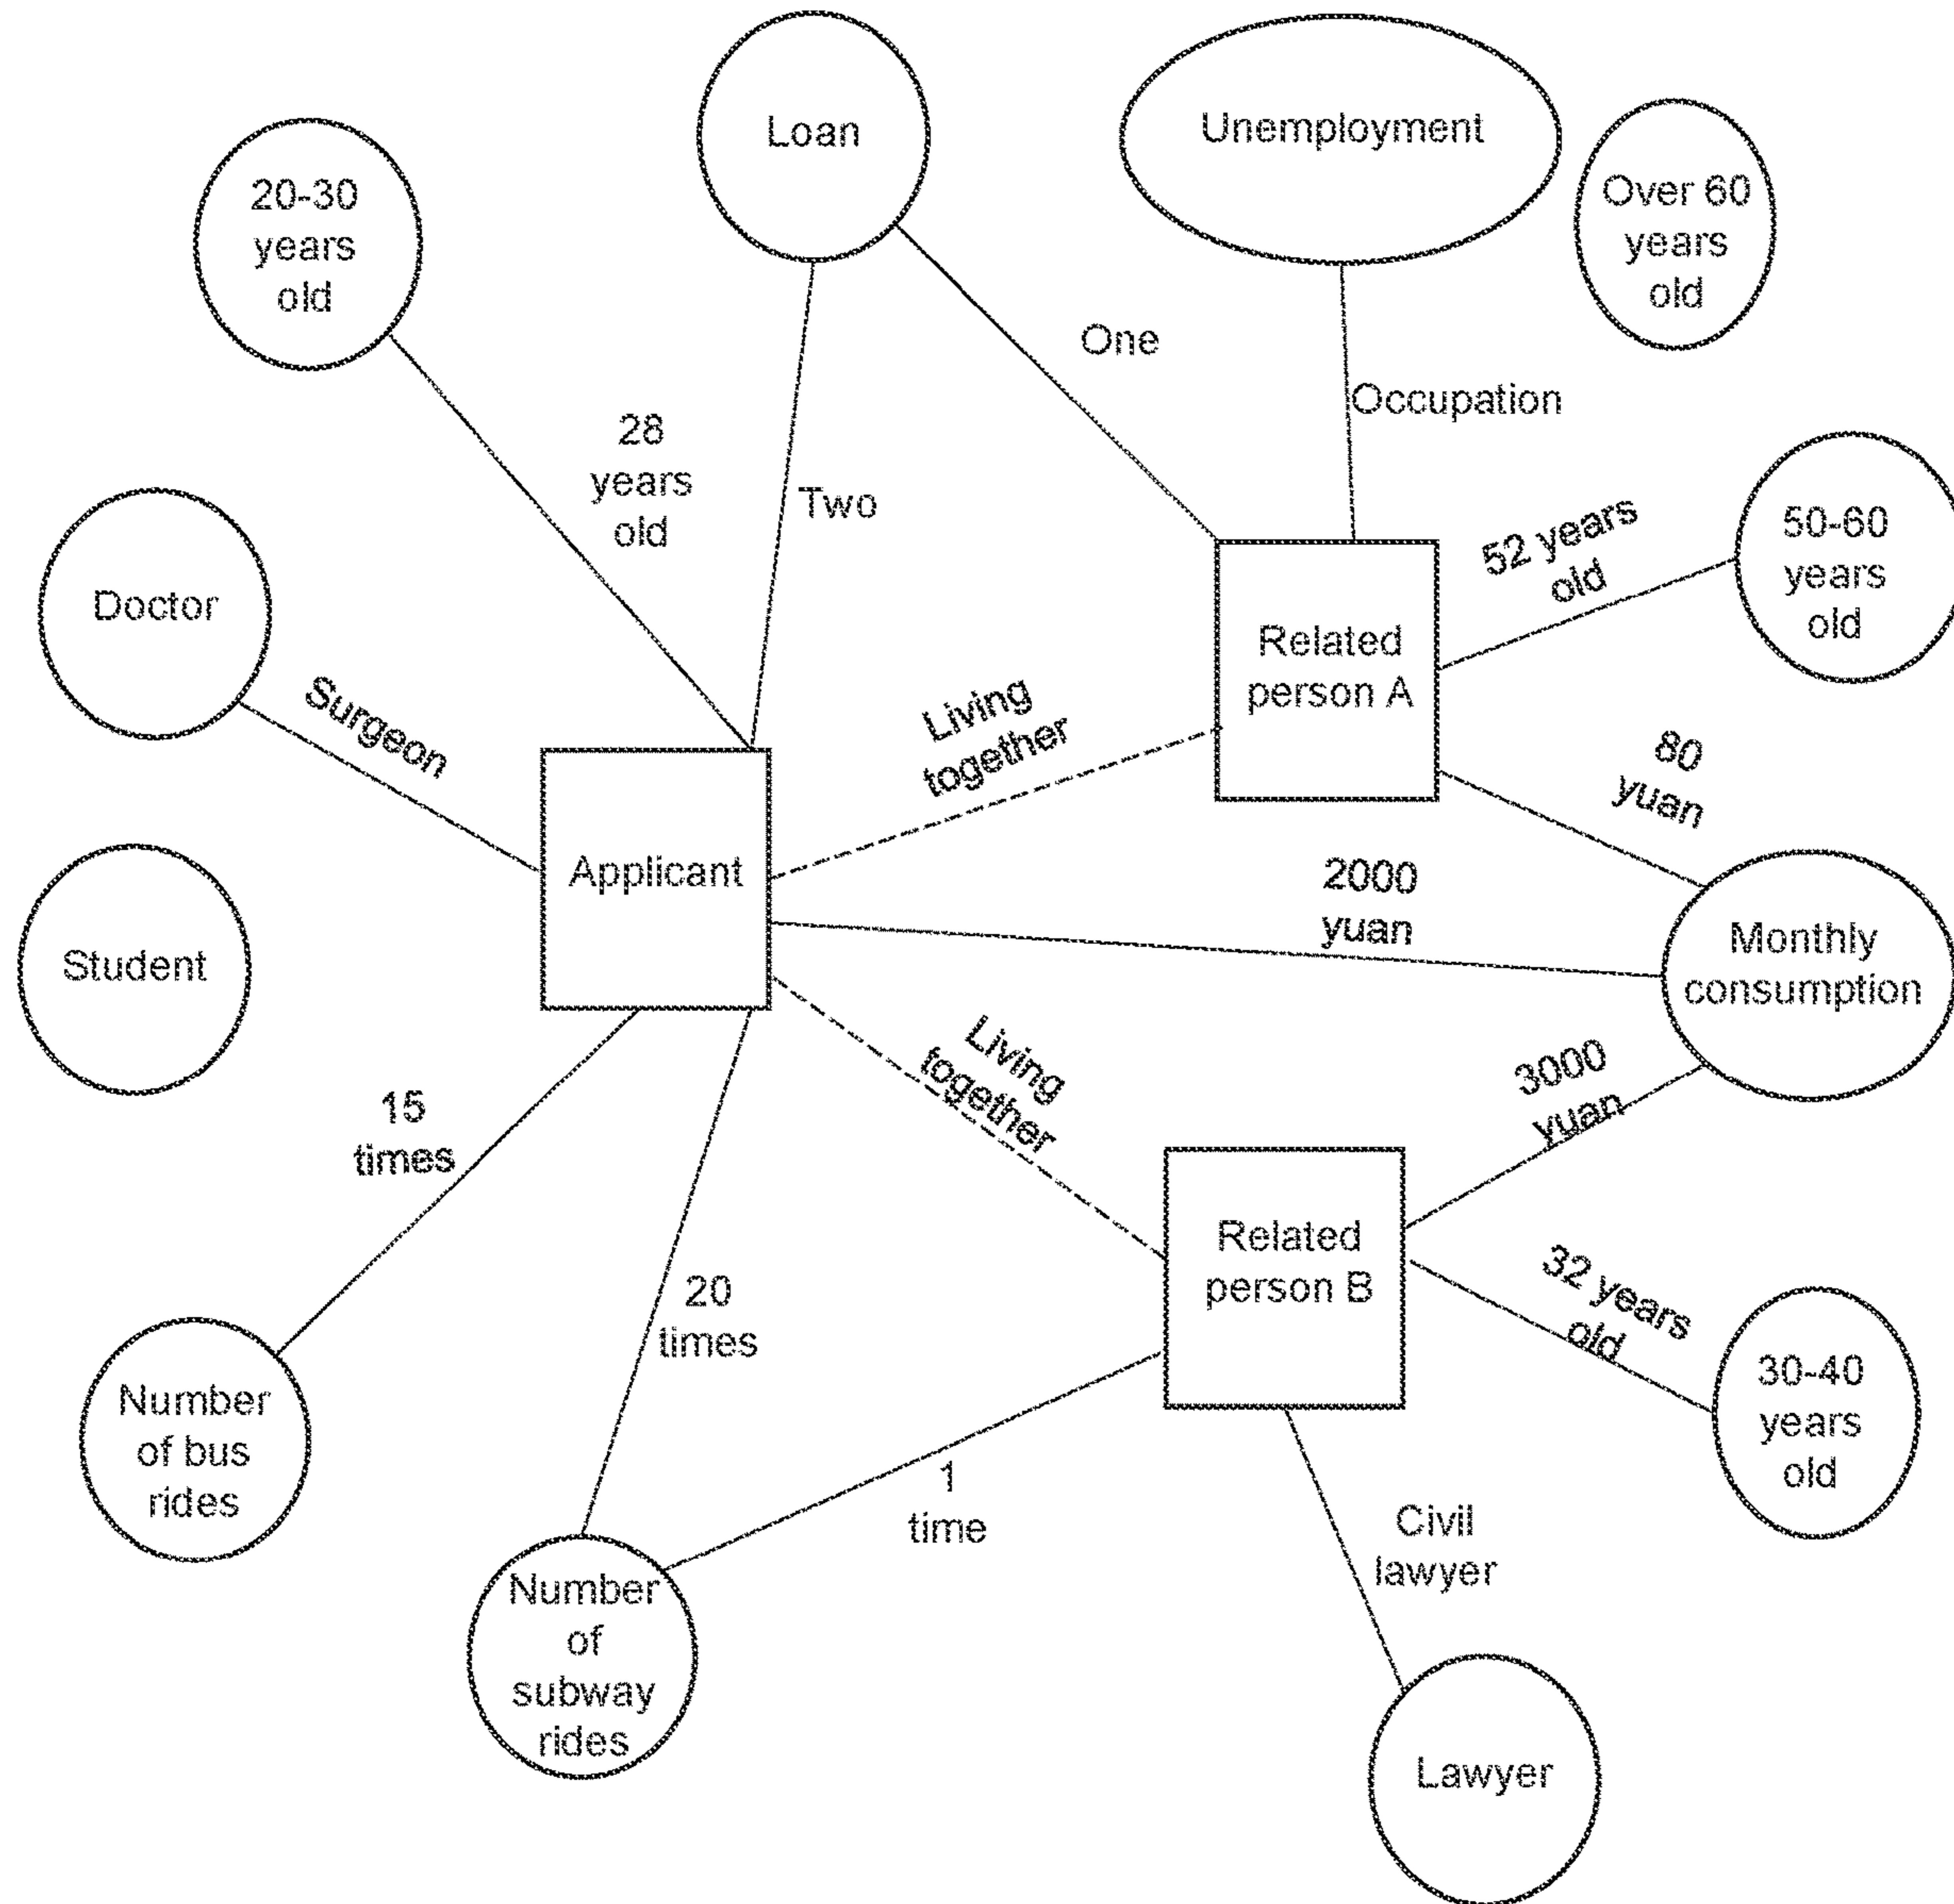 Loan
Unemployment
20-30
years
old
Over 60
years
old
One
Occupation
28
years
old
Two
52 years
old
50-60
years
old
Doctor
Surgeon
Related
person A
Living
together
80
yuan
Applicant
2000
yuan
Monthly
consumption
Student
Living
together
3000
yuan
15
times
Related
person B
32 years
old
20
times
30-40
years
old
Number
of bus
rides
1
time
Civil
lawyer
Number
of
subway
rides
Lawyer